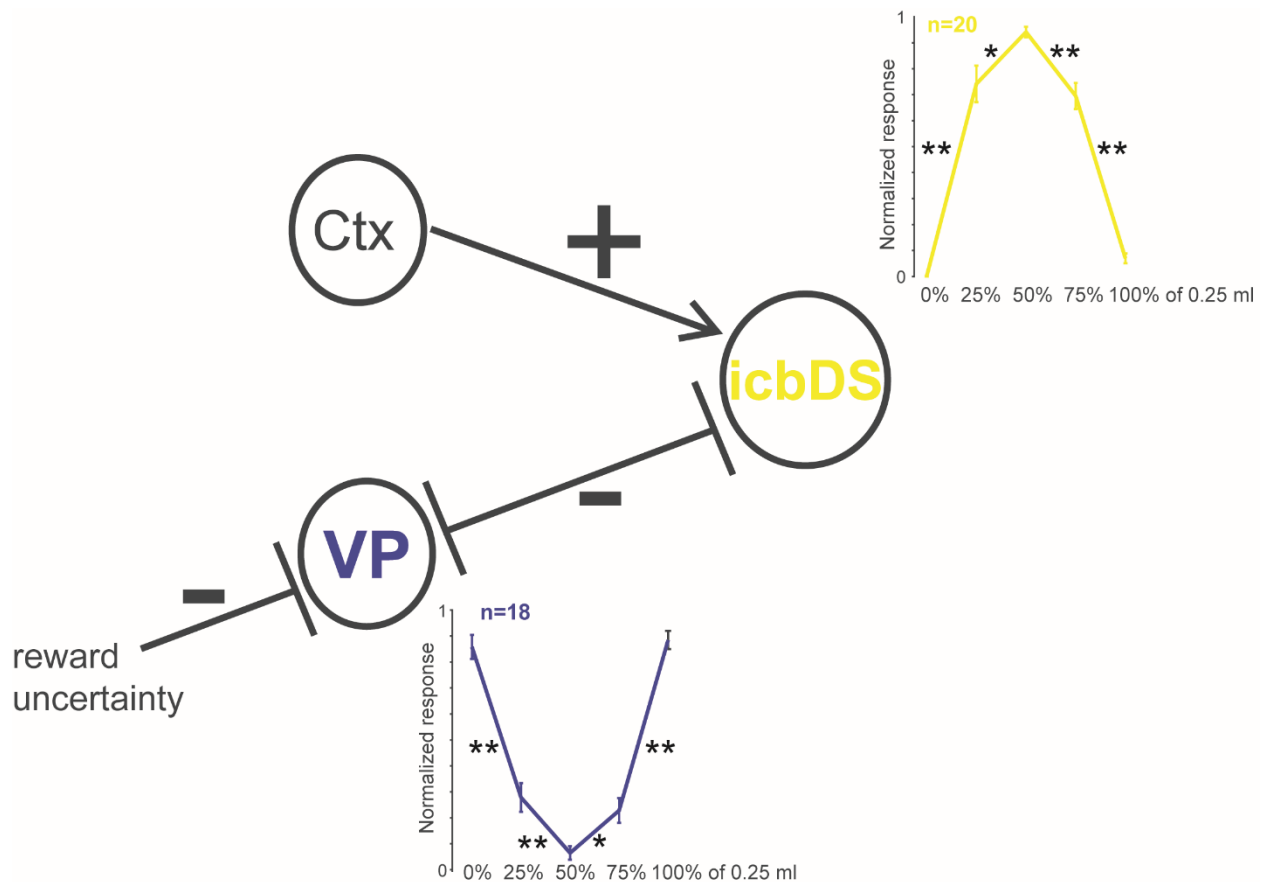 1
n=20
*
**
**
**
Normalized response
0
0% 25% 50% 75% 100% of 0.25 ml
Ctx
+
icbDS
-
VP
-
reward
uncertainty
1
n=18
**
**
**
*
Normalized response
0
0% 25% 50% 75% 100% of 0.25 ml